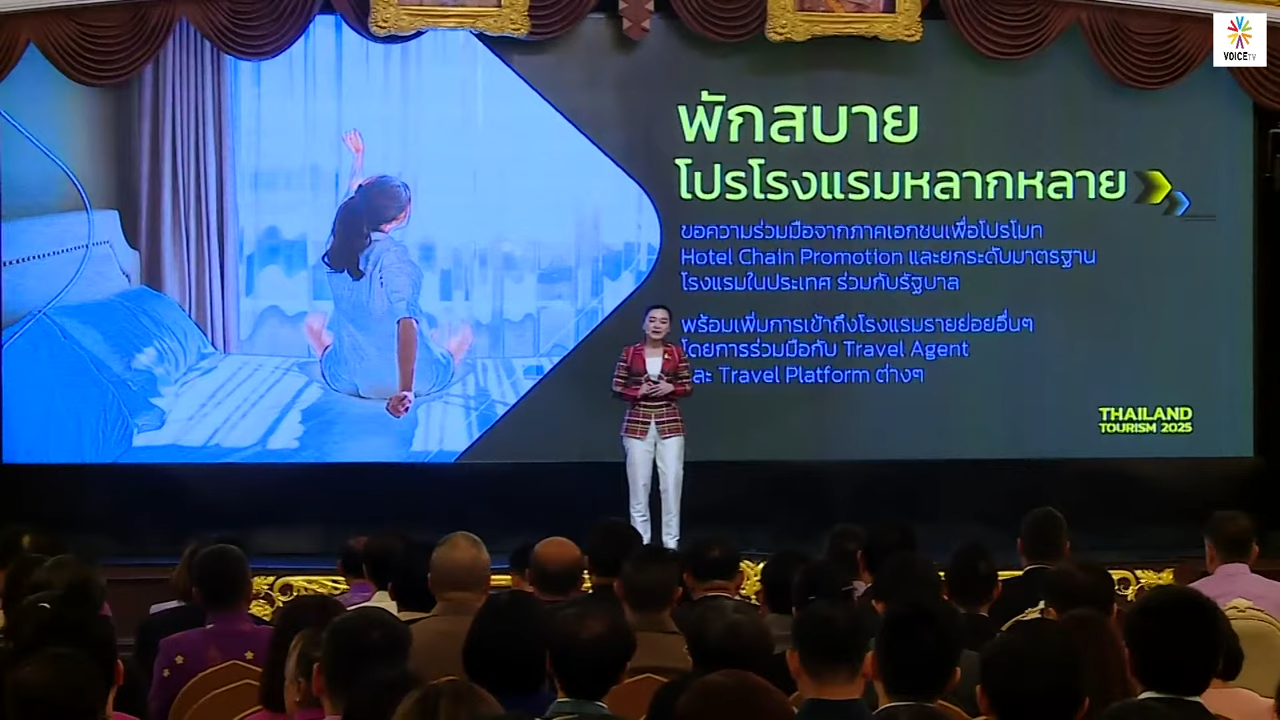 VOICE TV
พักสบาย
โปรโรงแรมหลากหลาย
ขอความร่วมมือจากภาคเอกชนเพื่อโปรโมท
Hotel Chain Promotion และยกระดับมาตรฐาน
โรงแรมในประเทศ ร่วมกับรัฐบาล
พร้อมเพิ่มการเข้าถึงโรงแรมรายย่อยอื่นๆ
โดยการร่วมมือกับ Travel Agent
และ Travel Platform ต่างๆ
THAILAND
TOURISM 2025